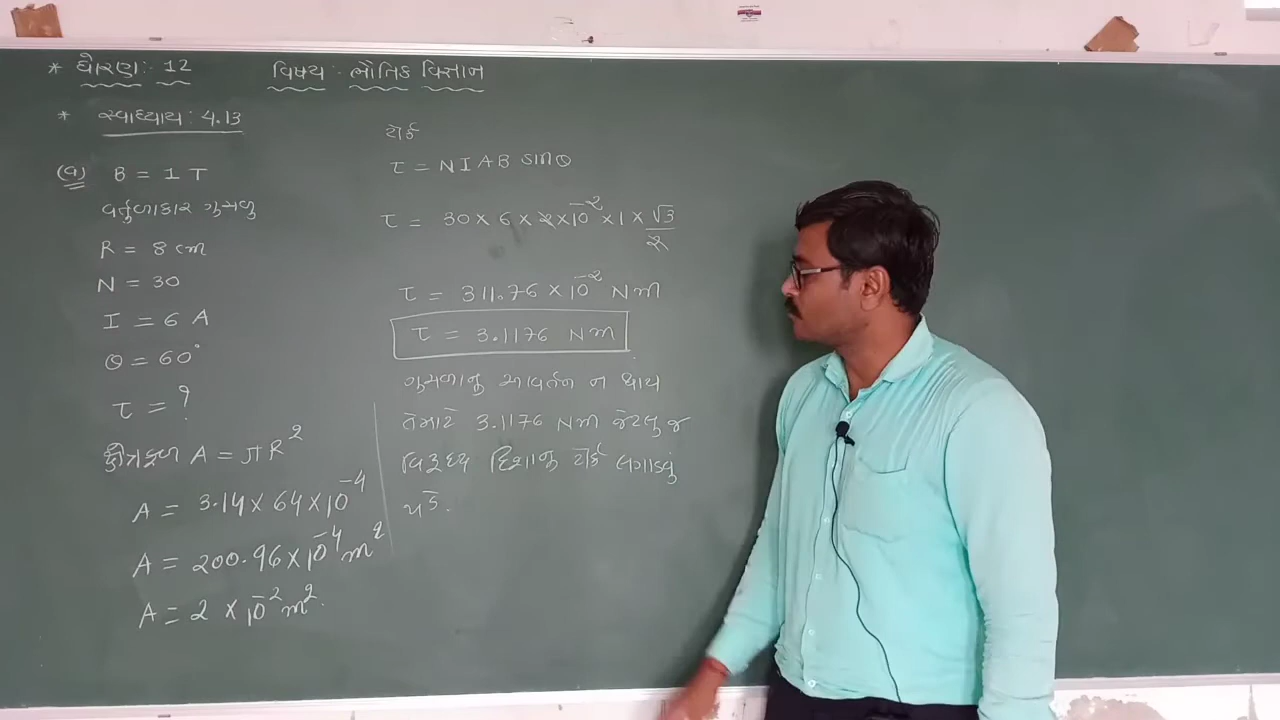 * ધોરણ : 12
વિષય : ભૌતિક વિજ્ઞાન
* સ્વાધ્યાય : 4.13
(a) B = 1 T
વર્તુળાકાર ગૂંચળુ
R = 8 cm
N = 30
I = 6 A
θ = 60°
τ = ?
ક્ષેત્રફળ A = πR²
A = 3.14 × 64 × 10⁻⁴
A = 200.96 × 10⁻⁴ m²
A = 2 × 10⁻² m².
ટોર્ક
τ = NIAB sinθ
τ = 30 × 6 × 2 × 10⁻² × 1 × √3/2
τ = 311.76 × 10⁻² Nm
τ = 3.1176 Nm
ગૂંચળાનુ આવર્તન ન થાય
તેમાટે 3.1176 Nm જેટલુ જ
વિરૂધ્ધ દિશાનુ ટોર્ક લગાડવું
પડે.